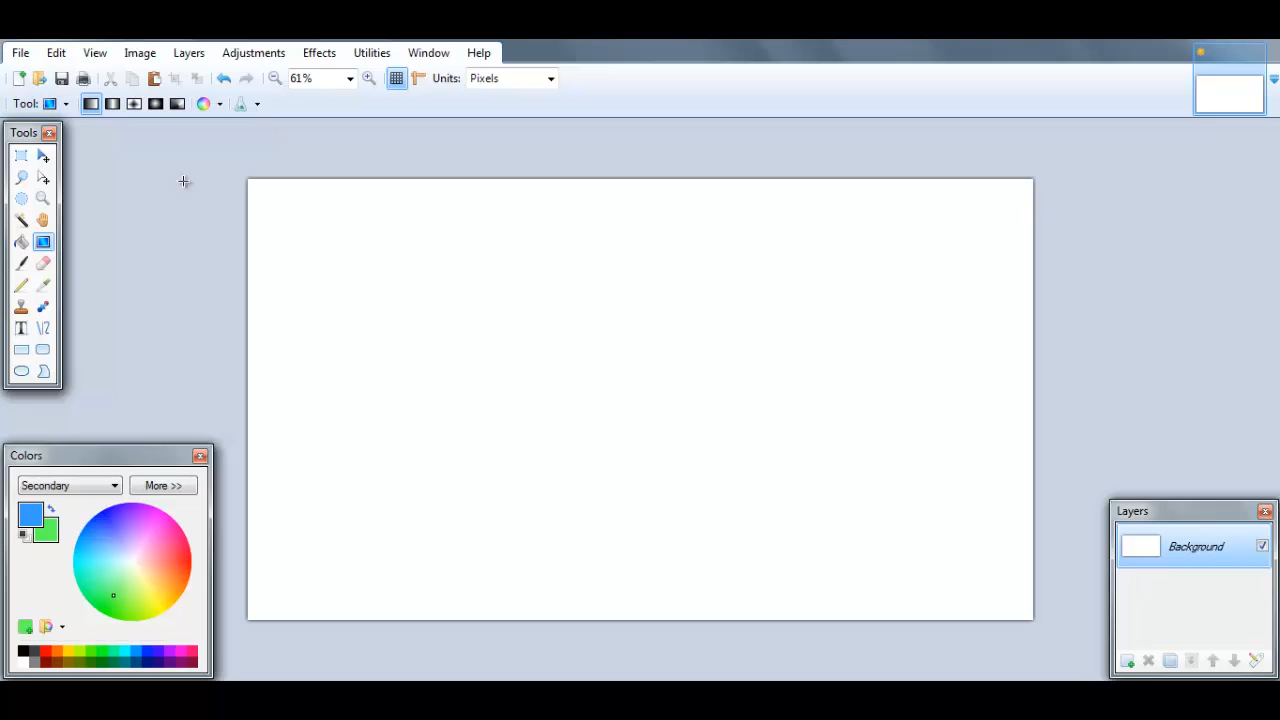 File Edit View Image Layers Adjustments Effects Utilities Window Help
61% Units: Pixels
Tool:
Tools
Colors
Secondary More >>
Layers
Background